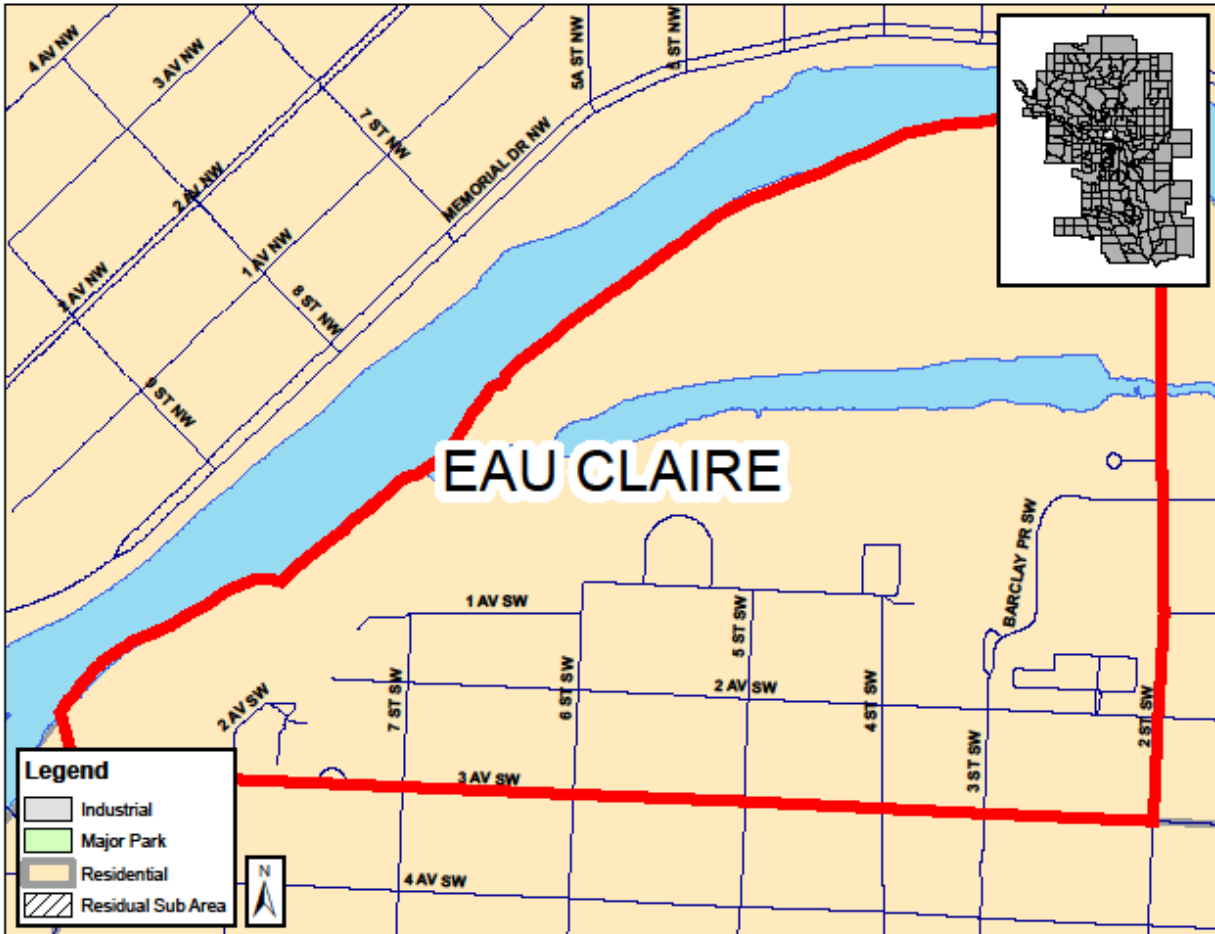 4 AV NW
3 AV NW
5A ST NW
5 ST NW
7 ST NW
MEMORIAL DR NW
2 AV NW
1 AV NW
2 AV NW
8 ST NW
9 ST NW
EAU CLAIRE
BARCLAY PR SW
1 AV SW
5 ST SW
2 AV SW
7 ST SW
6 ST SW
2 AV SW
4 ST SW
2 ST SW
3 ST SW
3 AV SW
4 AV SW
Legend
Industrial
Major Park
Residential
Residual Sub Area
N